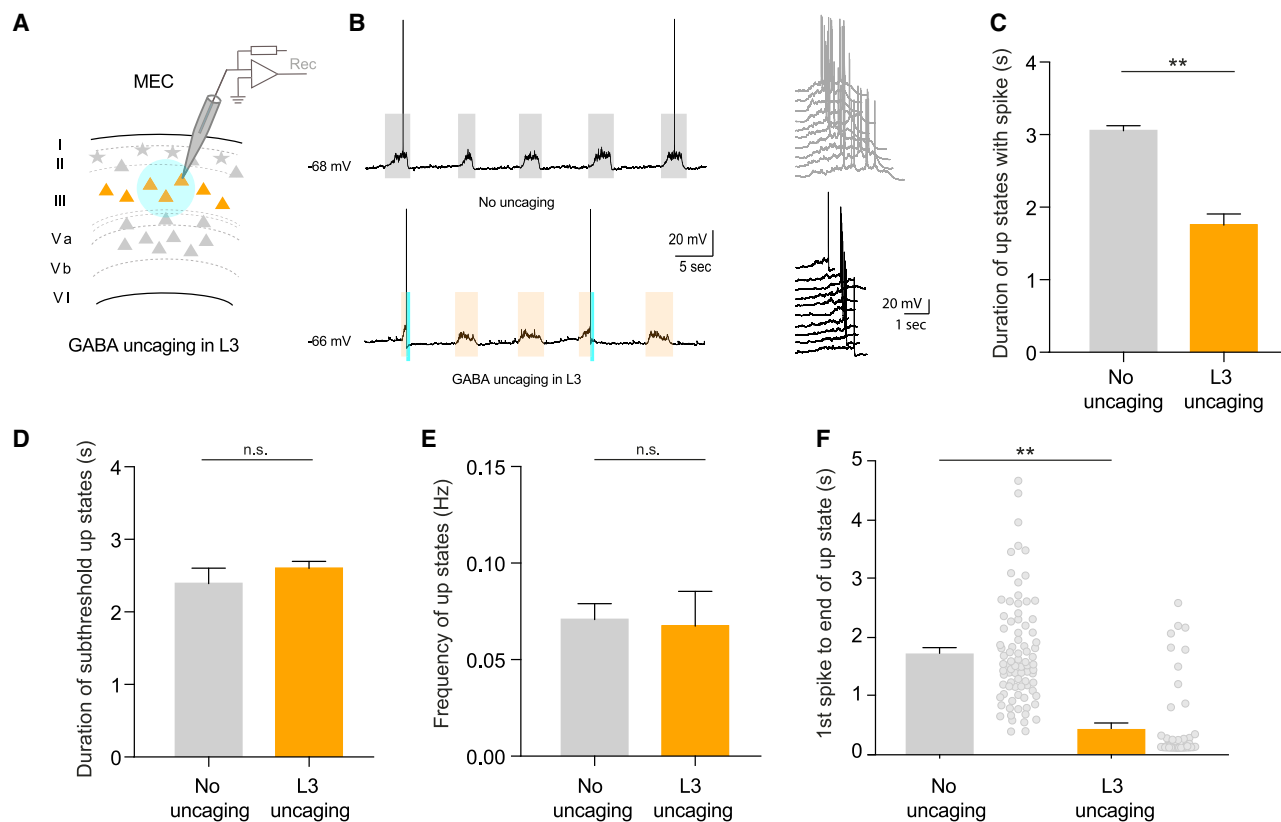 A
MEC
Rec
I
II
III
Va
Vb
VI
GABA uncaging in L3
B
-68 mV
No uncaging
20 mV
5 sec
-66 mV
GABA uncaging in L3
20 mV
1 sec
C
Duration of up states with spike (s)
**
4
3
2
1
0
No
uncaging
L3
uncaging
D
Duration of subthreshold up states (s)
n.s.
4
3
2
1
0
No
uncaging
L3
uncaging
E
Frequency of up states (Hz)
n.s.
0.15
0.10
0.05
0.00
No
uncaging
L3
uncaging
F
1st spike to end of up state (s)
**
5
4
3
2
1
0
No
uncaging
L3
uncaging